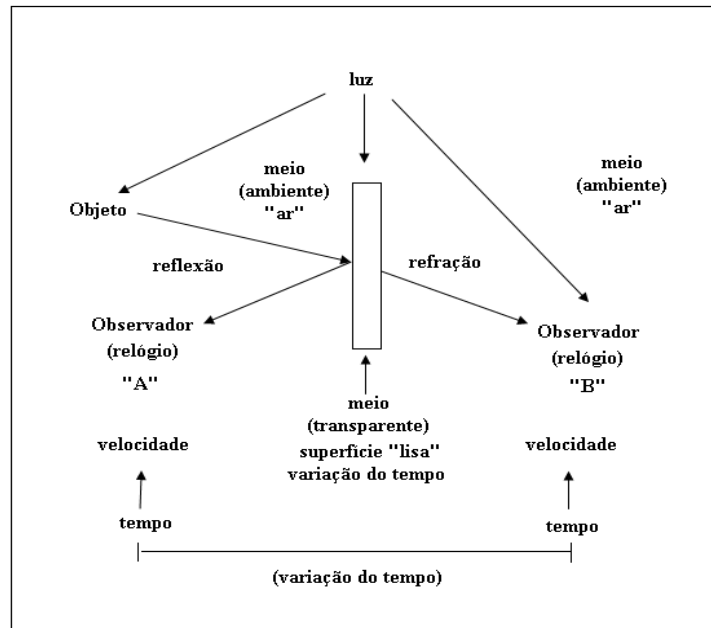 luz
meio
(ambiente)
"ar"
meio
(ambiente)
"ar"
Objeto
reflexão
refração
Observador
(relógio)
"A"
Observador
(relógio)
"B"
meio
(transparente)
superfície "lisa"
variação do tempo
velocidade
velocidade
tempo
tempo
(variação do tempo)